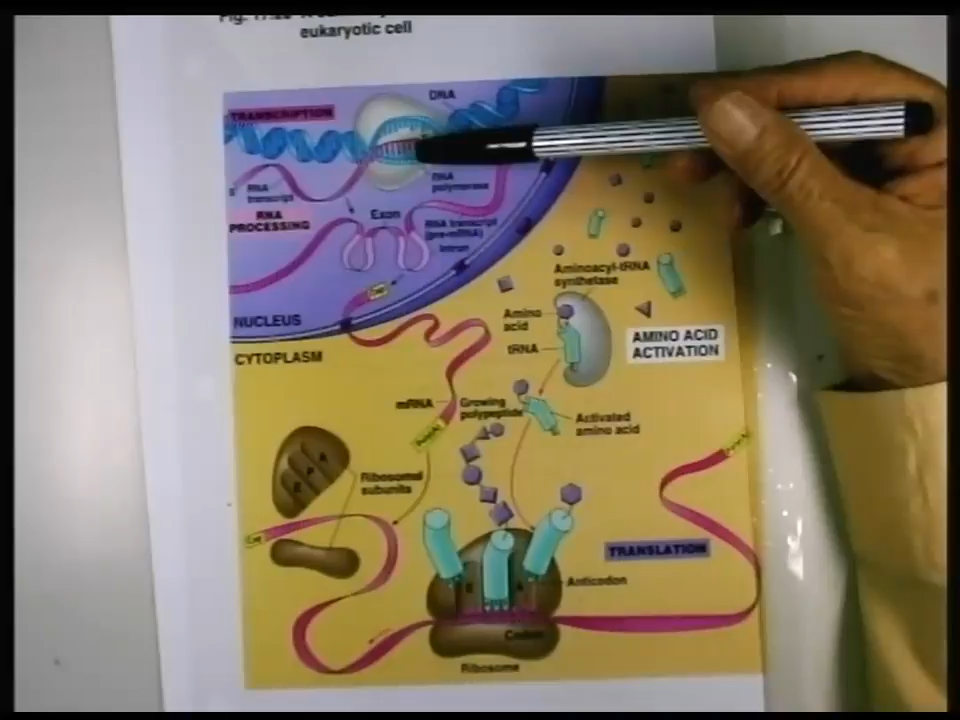 eukaryotic cell
DNA
TRANSCRIPTION
RNA
transcript
RNA
polymerase
RNA
PROCESSING
Exon
RNA transcript
(pre-mRNA)
Intron
Aminoacyl-tRNA
synthetase
NUCLEUS
Amino
acid
tRNA
AMINO ACID
ACTIVATION
CYTOPLASM
mRNA
Growing
polypeptide
Activated
amino acid
Ribosomal
subunits
TRANSLATION
Anticodon
Codon
Ribosome
E
A